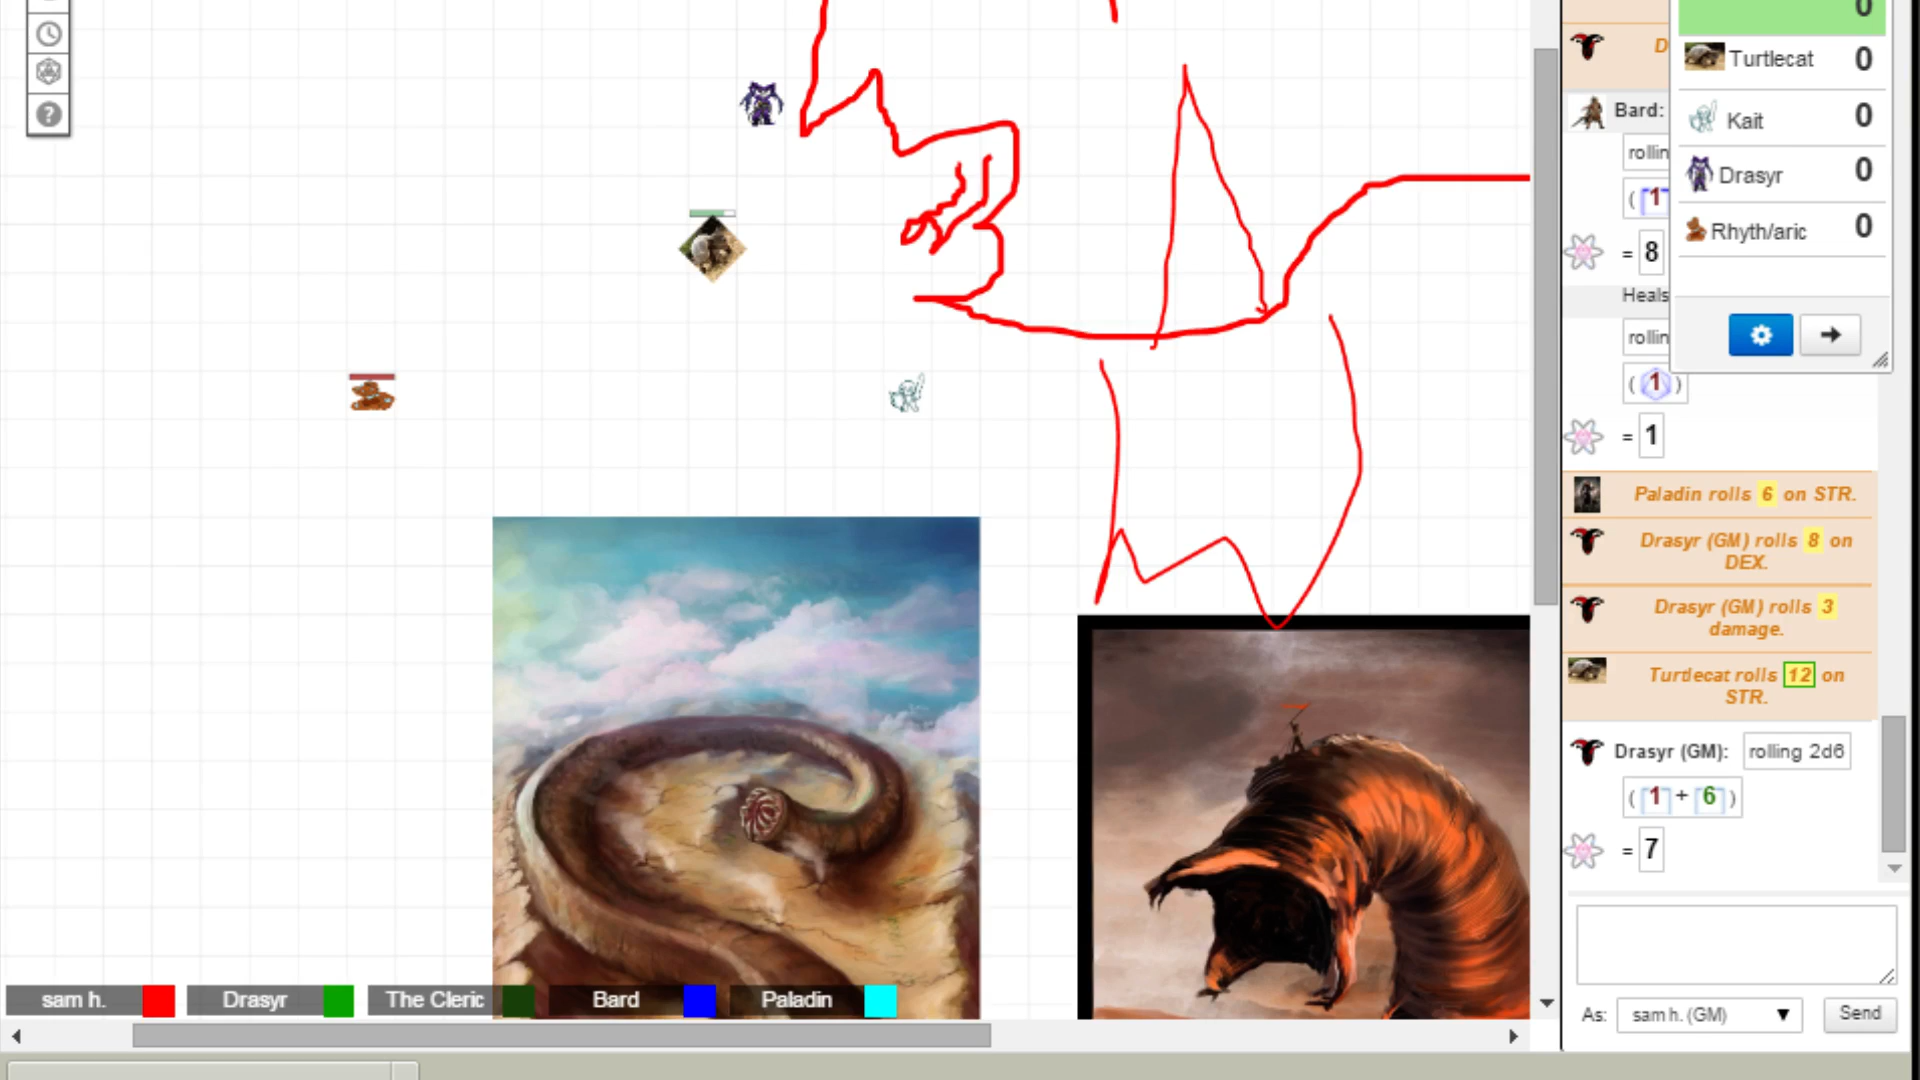 0
Turtlecat 0
Kait 0
Drasyr 0
Rhyth/aric 0
D
Bard:
rollin
( 1
= 8
Heals
rollin
( 1 )
= 1
Paladin rolls 6 on STR.
Drasyr (GM) rolls 8 on
DEX.
Drasyr (GM) rolls 3
damage.
Turtlecat rolls 12 on
STR.
Drasyr (GM): rolling 2d6
( 1 + 6 )
= 7
As: sam h. (GM) Send
sam h. Drasyr The Cleric Bard Paladin
?